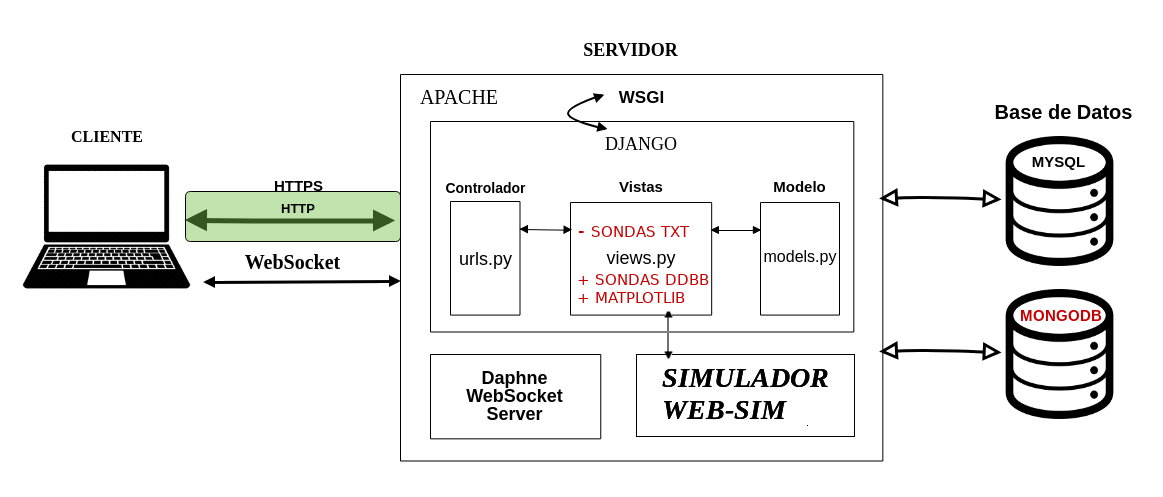 SERVIDOR
APACHE
WSGI
Base de Datos
CLIENTE
DJANGO
MYSQL
HTTPS
HTTP
Controlador
Vistas
Modelo
- SONDAS TXT
urls.py
views.py
models.py
WebSocket
+ SONDAS DDBB
+ MATPLOTLIB
MONGODB
Daphne
WebSocket
Server
SIMULADOR
WEB-SIM